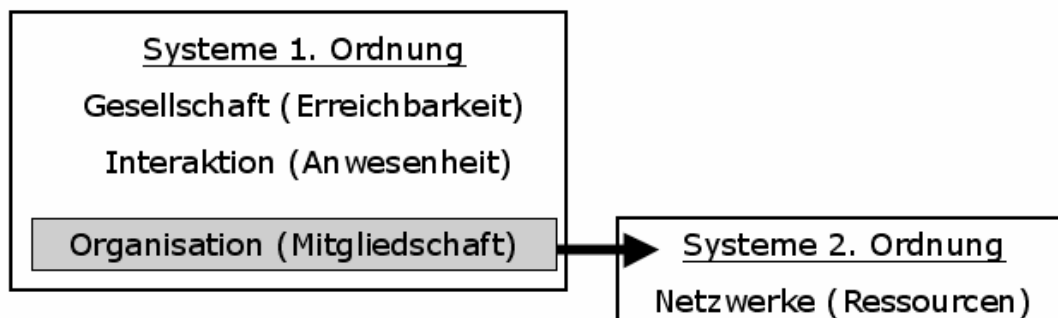 Systeme 1. Ordnung
Gesellschaft (Erreichbarkeit)
Interaktion (Anwesenheit)
Organisation (Mitgliedschaft)
Systeme 2. Ordnung
Netzwerke (Ressourcen)